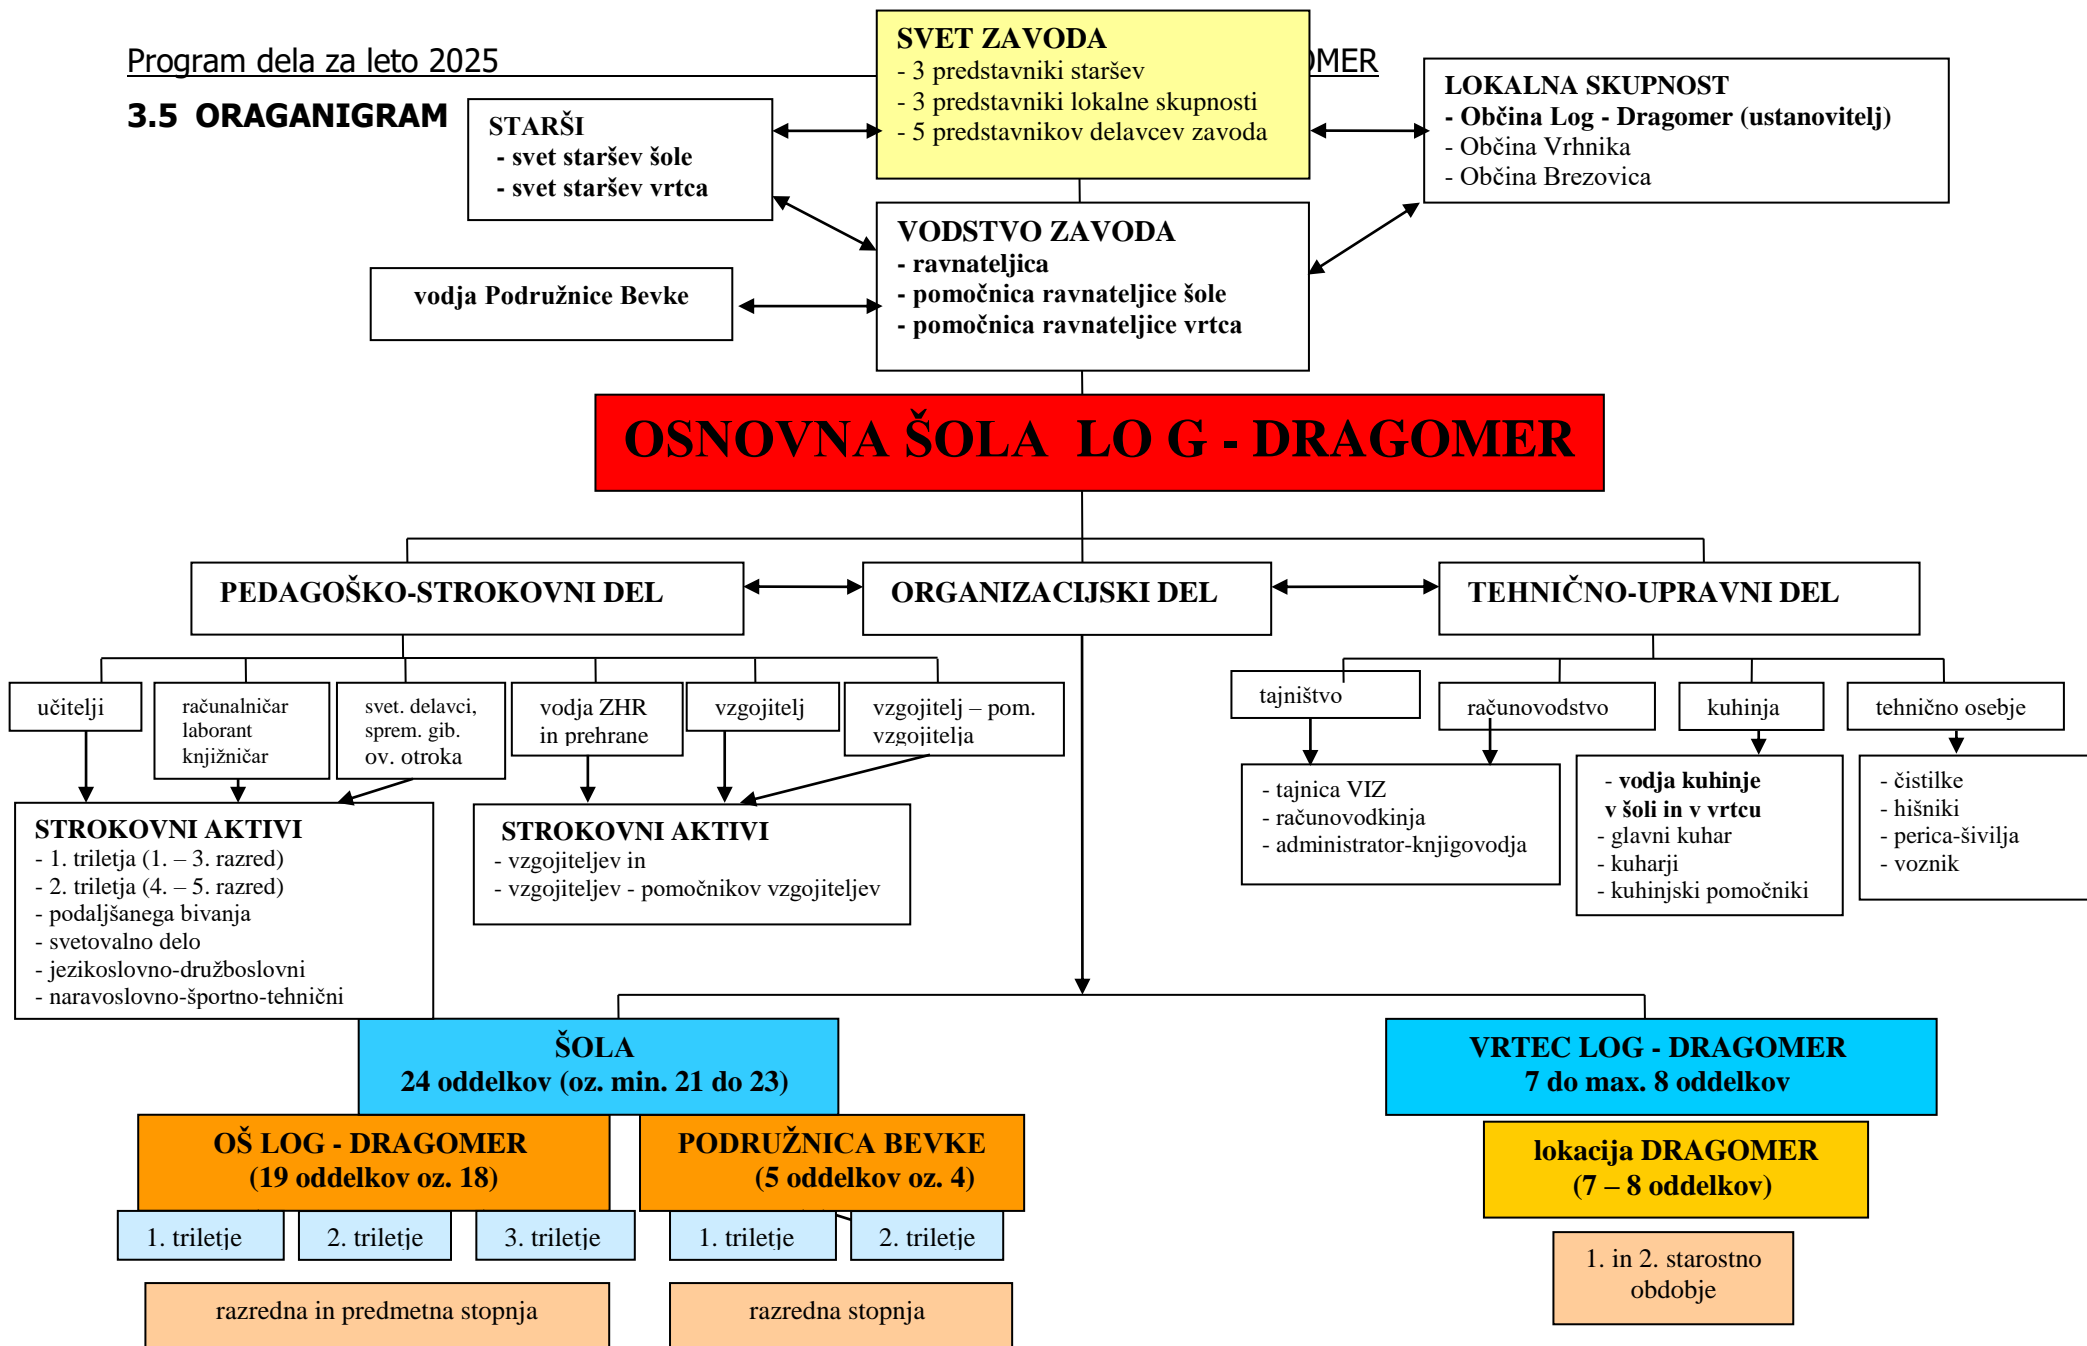 Program dela za leto 2025
OMER
3.5 ORAGANIGRAM
SVET ZAVODA
- 3 predstavniki staršev
- 3 predstavniki lokalne skupnosti
- 5 predstavnikov delavcev zavoda
STARŠI
- svet staršev šole
- svet staršev vrtca
LOKALNA SKUPNOST
- Občina Log - Dragomer (ustanovitelj)
- Občina Vrhnika
- Občina Brezovica
VODSTVO ZAVODA
- ravnateljica
- pomočnica ravnateljice šole
- pomočnica ravnateljice vrtca
vodja Podružnice Bevke
OSNOVNA ŠOLA LO G - DRAGOMER
PEDAGOŠKO-STROKOVNI DEL
ORGANIZACIJSKI DEL
TEHNIČNO-UPRAVNI DEL
učitelji
računalničar
laborant
knjižničar
svet. delavci,
sprem. gib.
ov. otroka
vodja ZHR
in prehrane
vzgojitelj
vzgojitelj – pom.
vzgojitelja
tajništvo
računovodstvo
kuhinja
tehnično osebje
STROKOVNI AKTIVI
- 1. triletja (1. – 3. razred)
- 2. triletja (4. – 5. razred)
- podaljšanega bivanja
- svetovalno delo
- jezikoslovno-družboslovni
- naravoslovno-športno-tehnični
STROKOVNI AKTIVI
- vzgojiteljev in
- vzgojiteljev - pomočnikov vzgojiteljev
- tajnica VIZ
- računovodkinja
- administrator-knjigovodja
- vodja kuhinje
v šoli in v vrtcu
- glavni kuhar
- kuharji
- kuhinjski pomočniki
- čistilke
- hišniki
- perica-šivilja
- voznik
ŠOLA
24 oddelkov (oz. min. 21 do 23)
VRTEC LOG - DRAGOMER
7 do max. 8 oddelkov
OŠ LOG - DRAGOMER
(19 oddelkov oz. 18)
PODRUŽNICA BEVKE
(5 oddelkov oz. 4)
lokacija DRAGOMER
(7 – 8 oddelkov)
1. triletje
2. triletje
3. triletje
1. triletje
2. triletje
1. in 2. starostno
obdobje
razredna in predmetna stopnja
razredna stopnja